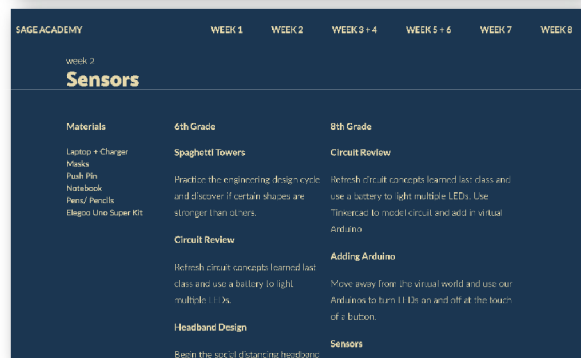 SAGE ACADEMY
WEEK 1
WEEK 2
WEEK 3 + 4
WEEK 5 + 6
WEEK 7
WEEK 8
week 2
Sensors
Materials
Laptop + Charger
Masks
Push Pin
Notebook
Pens/ Pencils
Elegoo Uno Super Kit
6th Grade
Spaghetti Towers
Practice the engineering design cycle
and discover if certain shapes are
stronger than others.
Circuit Review
Refresh circuit concepts learned last
class and use a battery to light
multiple LEDs.
Headband Design
Begin the social distancing headband
8th Grade
Circuit Review
Refresh circuit concepts learned last class and
use a battery to light multiple LEDs. Use
Tinkercad to model circuit and add in virtual
Arduino
Adding Arduino
Move away from the virtual world and use our
Arduinos to turn LEDs on and off at the touch
of a button.
Sensors